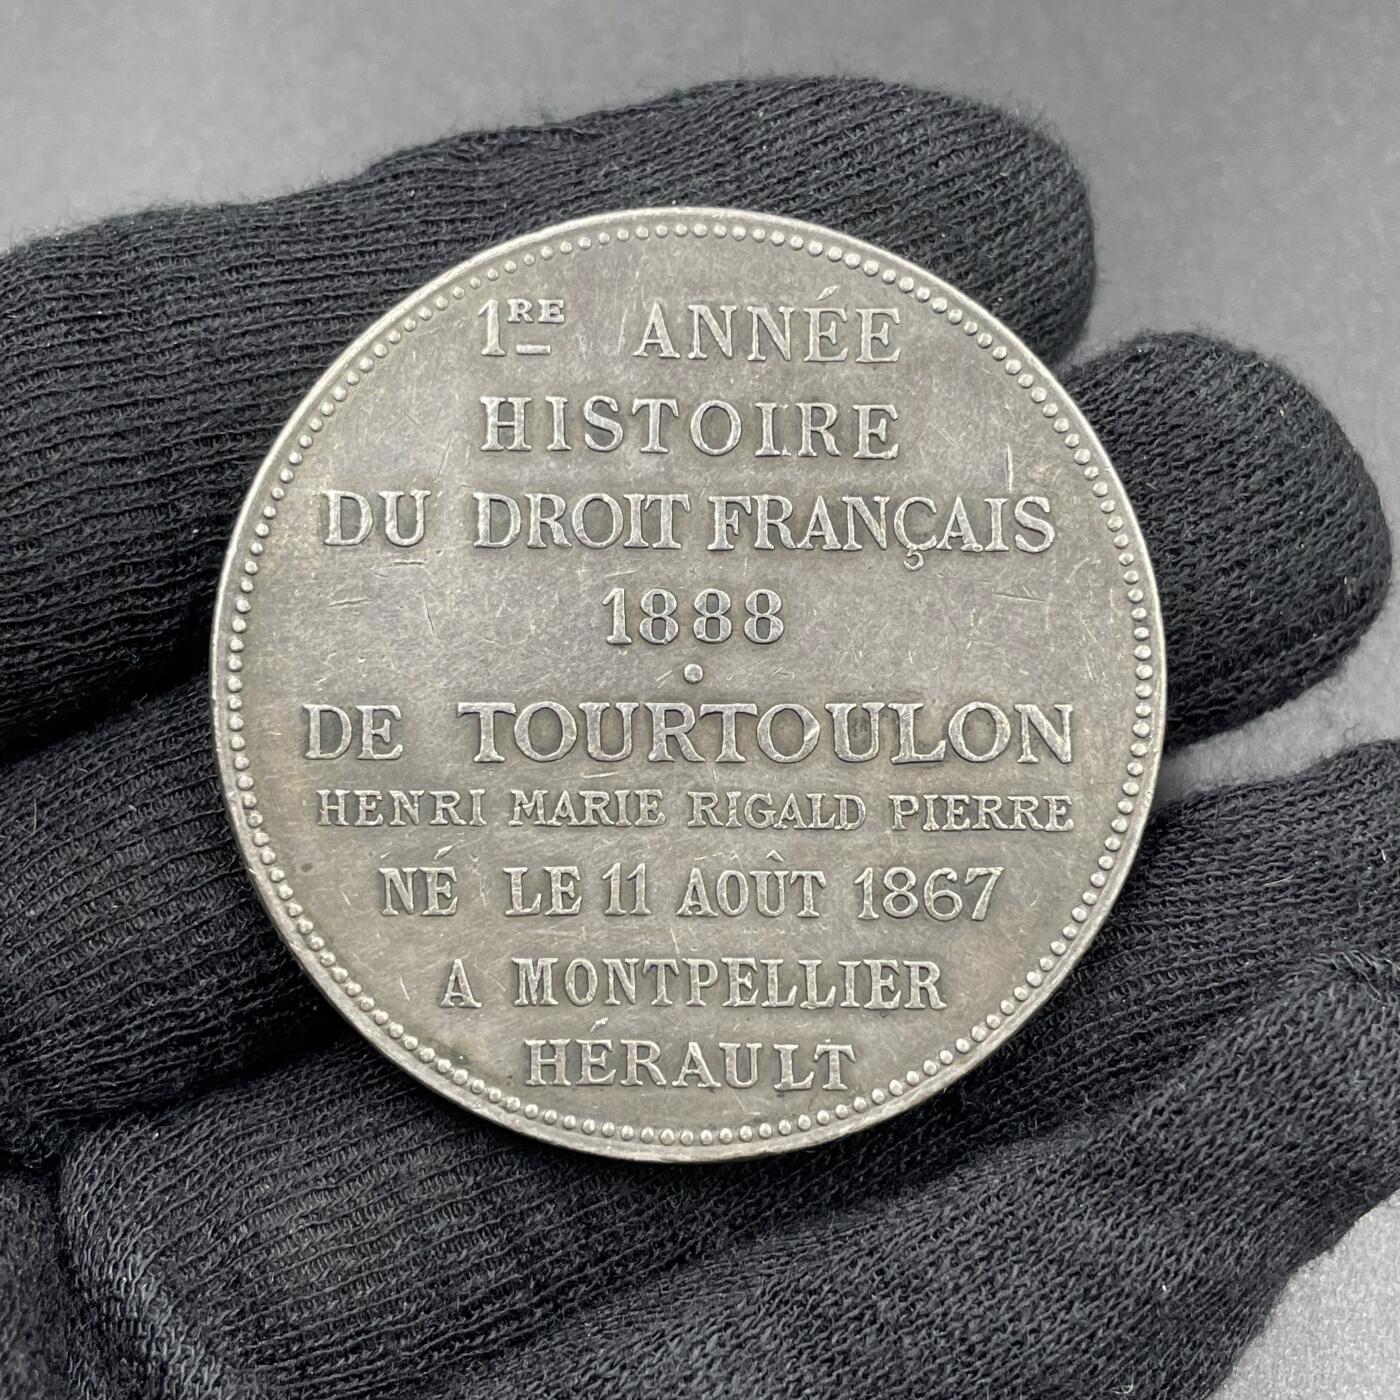 1RE ANNÉE
HISTOIRE
DU DROIT FRANÇAIS
1888
DE TOURTOULON
HENRI MARIE RIGALD PIERRE
NÉ LE 11 AOÛT 1867
A MONTPELLIER
HÉRAULT